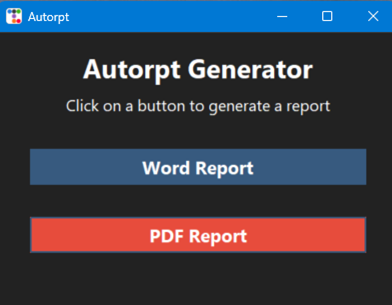 Autorpt
Autorpt Generator
Click on a button to generate a report
Word Report
PDF Report